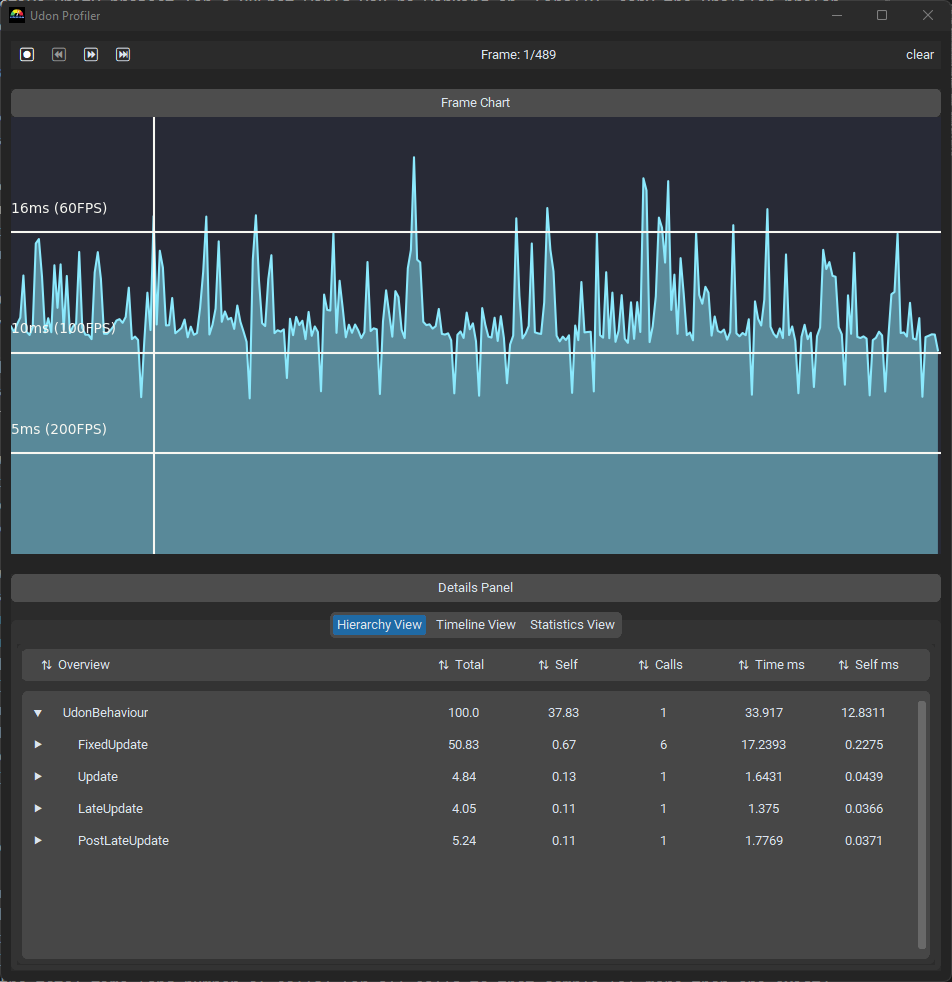 Udon Profiler
Frame: 1/489
clear
Frame Chart
16ms (60FPS)
10ms (100FPS)
5ms (200FPS)
Details Panel
Hierarchy View Timeline View Statistics View
Overview Total Self Calls Time ms Self ms
UdonBehaviour 100.0 37.83 1 33.917 12.8311
FixedUpdate 50.83 0.67 6 17.2393 0.2275
Update 4.84 0.13 1 1.6431 0.0439
LateUpdate 4.05 0.11 1 1.375 0.0366
PostLateUpdate 5.24 0.11 1 1.7769 0.0371